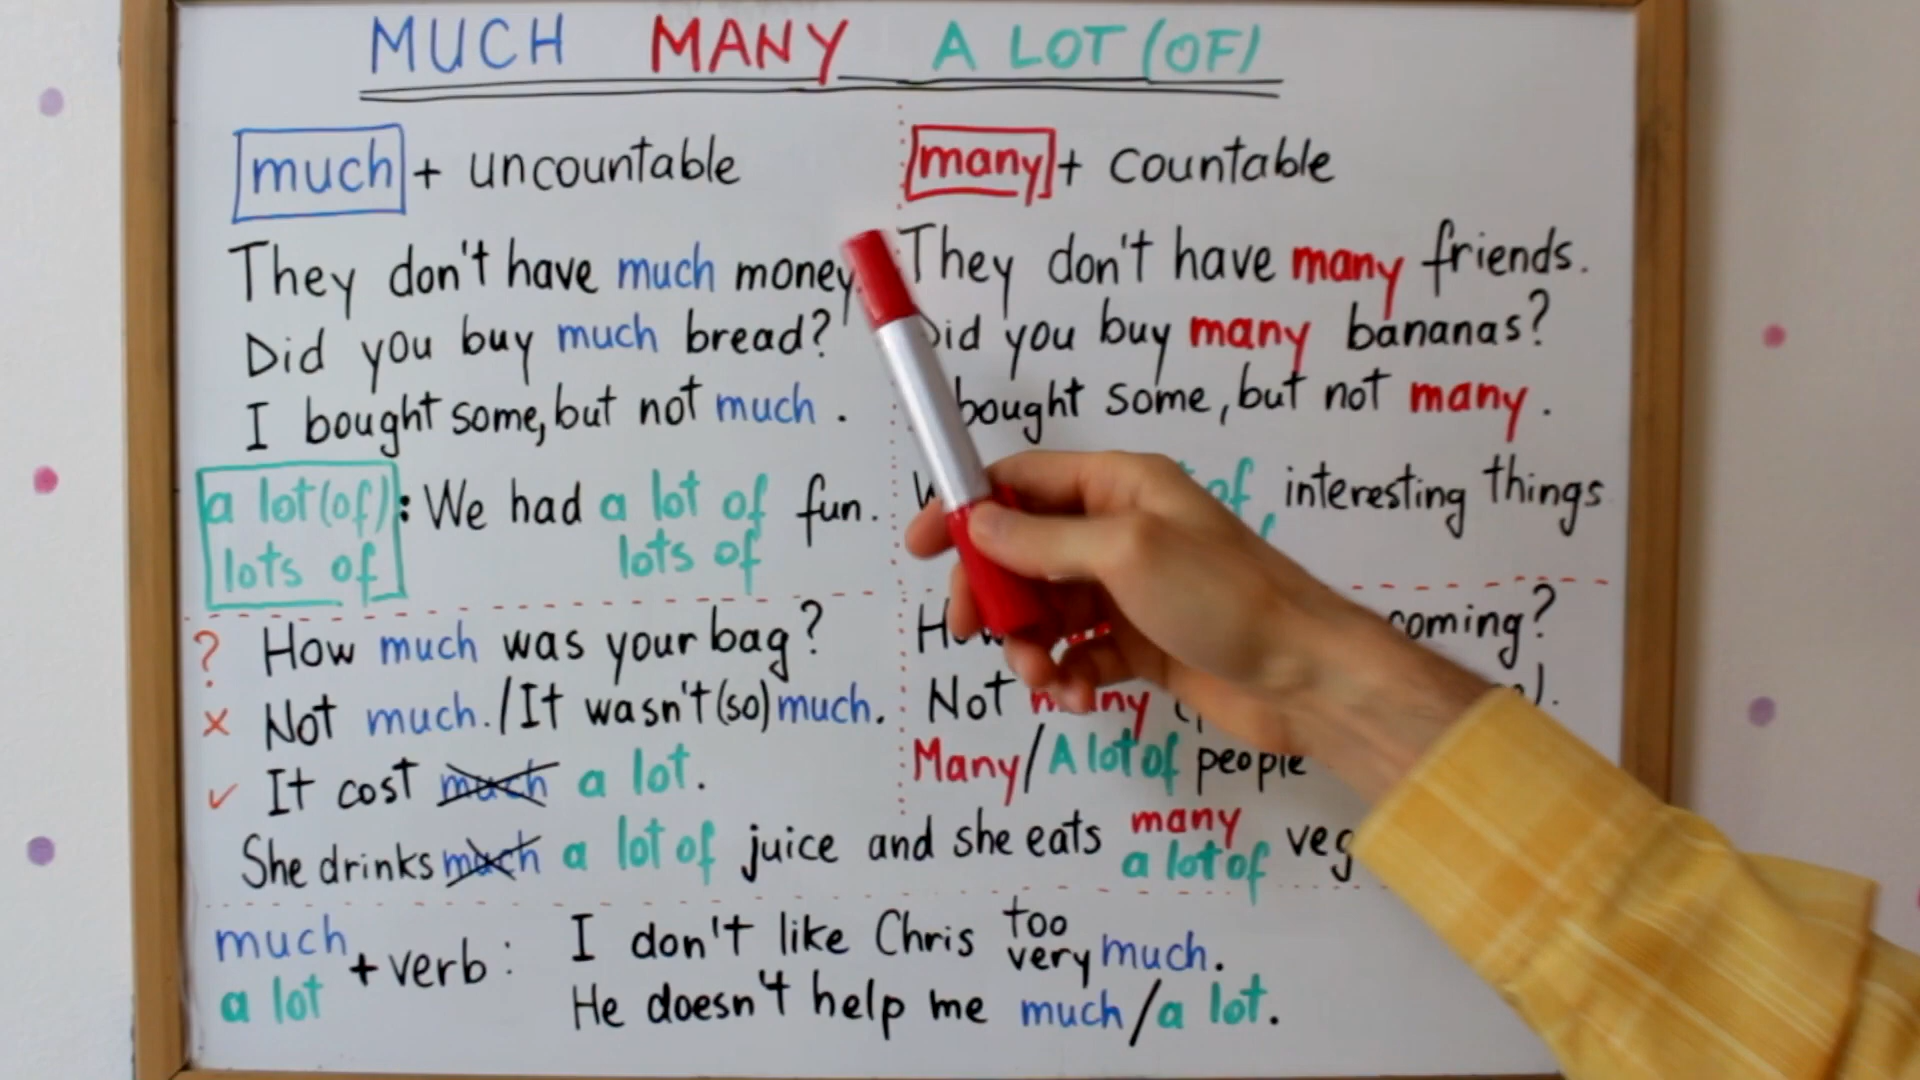 MUCH MANY A LOT (OF)
much + uncountable
They don't have much money.
Did you buy much bread?
I bought some, but not much.
many + countable
They don't have many friends.
Did you buy many bananas?
bought some, but not many.
a lot (of)
lots of
: We had a lot of fun.
lots of
of interesting things
? How much was your bag?
× Not much. / It wasn't (so) much.
✓ It cost much a lot.
How coming?
Not many
Many / A lot of people
She drinks much a lot of juice and she eats many
a lot of
much
a lot
+ verb :
I don't like Chris too
very much.
He doesn't help me much / a lot.